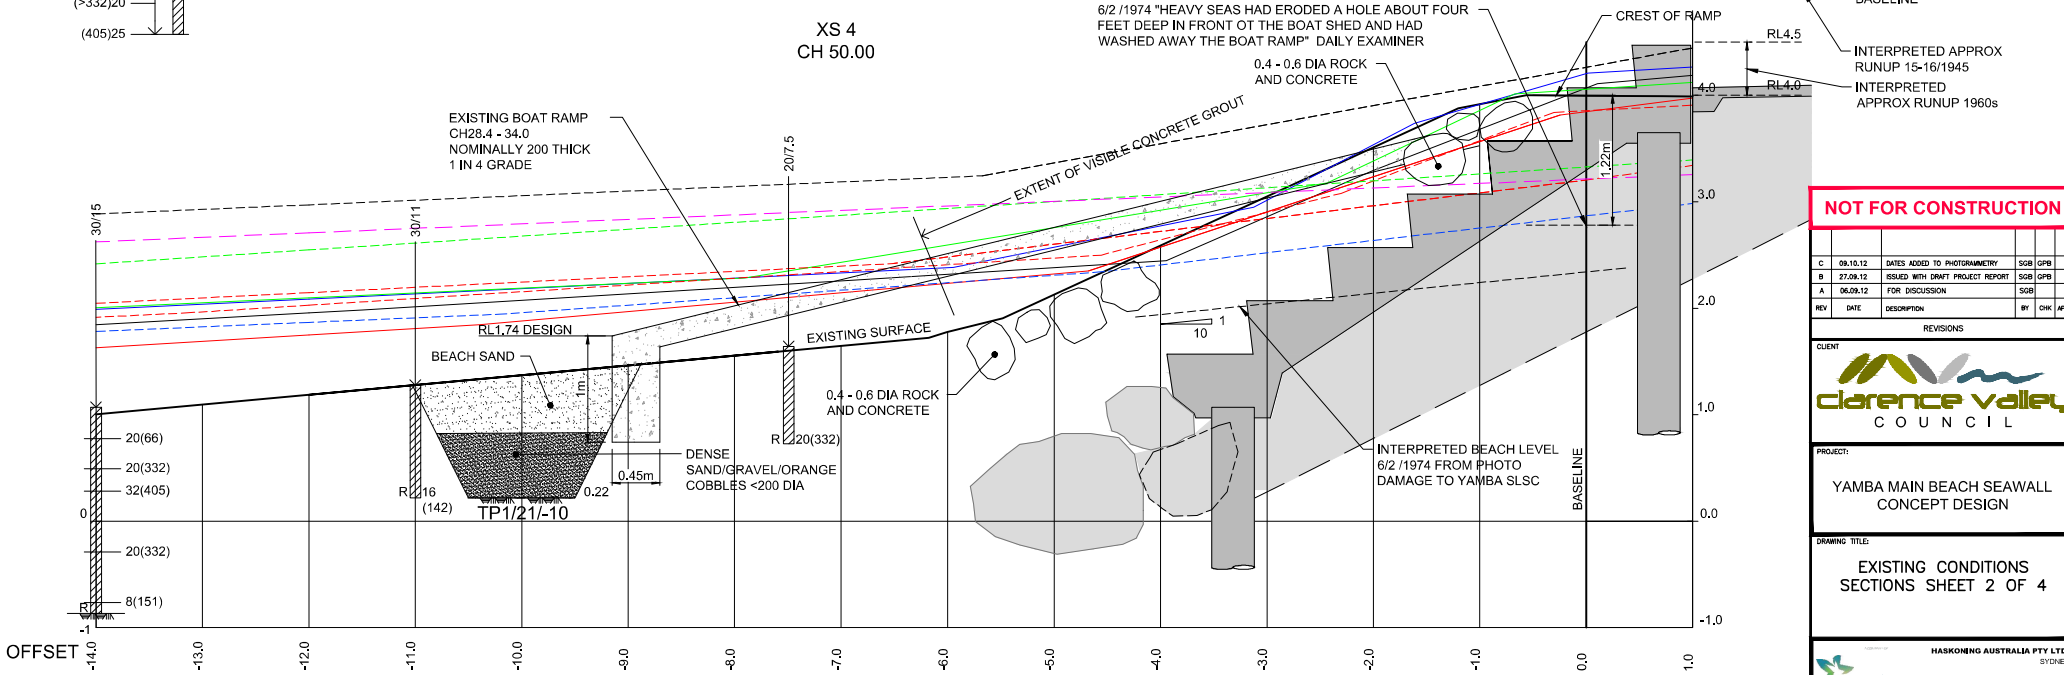 (>332)20
(405)25
XS 4
CH 50.00
6/2 /1974 "HEAVY SEAS HAD ERODED A HOLE ABOUT FOUR
FEET DEEP IN FRONT OT THE BOAT SHED AND HAD
WASHED AWAY THE BOAT RAMP" DAILY EXAMINER
CREST OF RAMP
BASELINE
RL4.5
INTERPRETED APPROX
RUNUP 15-16/1945
RL4.0
INTERPRETED
APPROX RUNUP 1960s
0.4 - 0.6 DIA ROCK
AND CONCRETE
EXISTING BOAT RAMP
CH28.4 - 34.0
NOMINALLY 200 THICK
1 IN 4 GRADE
EXTENT OF VISIBLE CONCRETE GROUT
30/15
30/11
20/7.5
1.22m
4.0
3.0
2.0
1.0
0.0
-1.0
RL1.74 DESIGN
BEACH SAND
1m
EXISTING SURFACE
1
10
0.4 - 0.6 DIA ROCK
AND CONCRETE
R 20(332)
DENSE
SAND/GRAVEL/ORANGE
COBBLES <200 DIA
0.45m
0.22
R 16
(142)
TP1/21/-10
INTERPRETED BEACH LEVEL
6/2 /1974 FROM PHOTO
DAMAGE TO YAMBA SLSC
BASELINE
20(66)
20(332)
32(405)
0
20(332)
8(151)
R
-1
OFFSET
-14.0
-13.0
-12.0
-11.0
-10.0
-9.0
-8.0
-7.0
-6.0
-5.0
-4.0
-3.0
-2.0
-1.0
0.0
1.0
NOT FOR CONSTRUCTION
C 09.10.12 DATES ADDED TO PHOTGRAMMETRY SGB GPB
B 27.09.12 ISSUED WITH DRAFT PROJECT REPORT SGB GPB
A 06.09.12 FOR DISCUSSION SGB
REV DATE DESCRIPTION BY CHK
REVISIONS
CLIENT
clarence valley
COUNCIL
PROJECT:
YAMBA MAIN BEACH SEAWALL
CONCEPT DESIGN
DRAWING TITLE:
EXISTING CONDITIONS
SECTIONS SHEET 2 OF 4
HASKONING AUSTRALIA PTY LTD